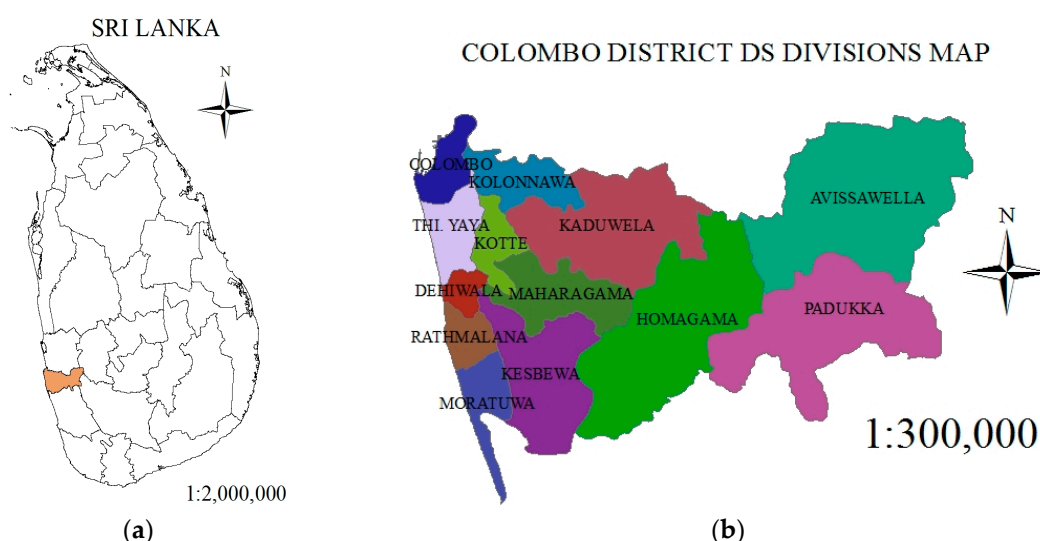 SRI LANKA
N
1:2,000,000
(a)
COLOMBO DISTRICT DS DIVISIONS MAP
COLOMBO
KOLONNAWA
AVISSAWELLA
THI. YAYA
KADUWELA
KOTTE
N
DEHIWALA
MAHARAGAMA
PADUKKA
HOMAGAMA
RATHMALANA
KESBEWA
MORATUWA
1:300,000
(b)